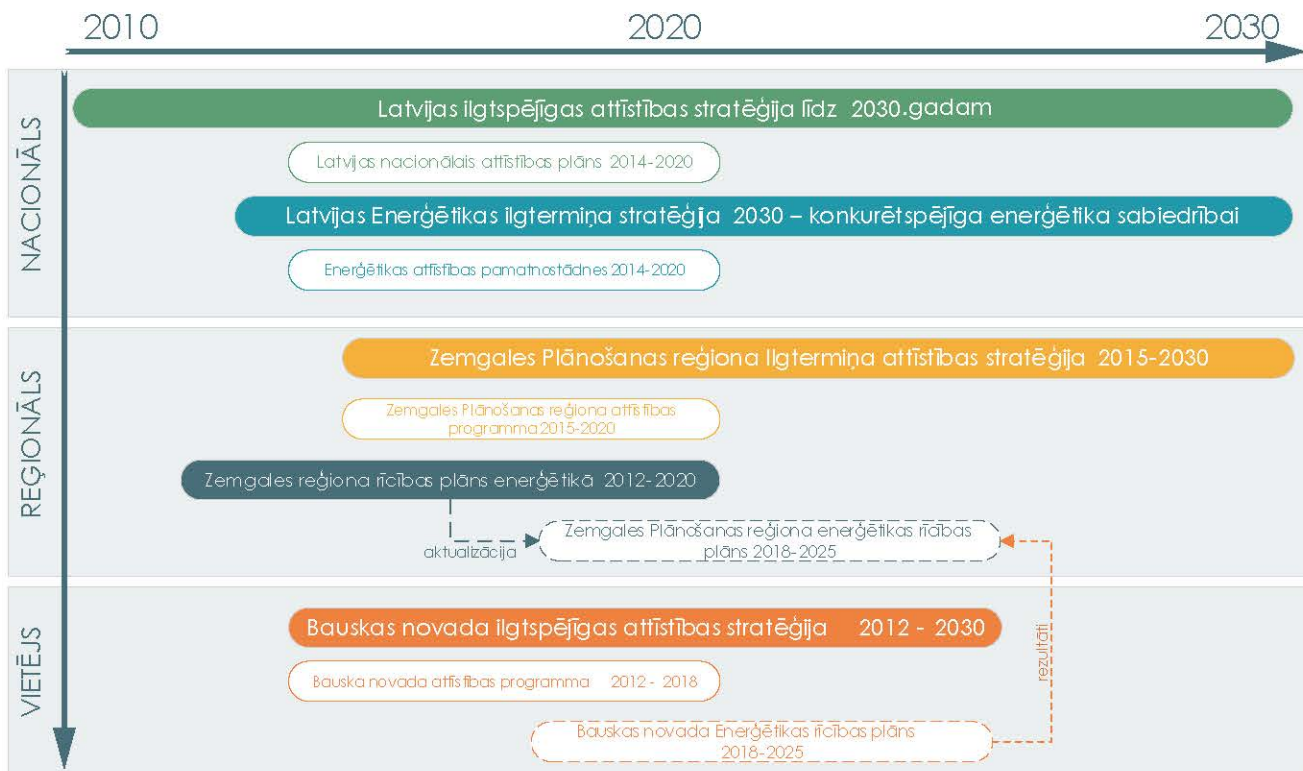 2010 2020 2030
NACIONĀLS
Latvijas ilgtspējīgas attīstības stratēģija līdz 2030.gadam
Latvijas nacionālais attīstības plāns 2014-2020
Latvijas Enerģētikas ilgtermiņa stratēģija 2030 – konkurētspējīga enerģētika sabiedrībai
Enerģētikas attīstības pamatnostādnes 2014-2020
REĢIONĀLS
Zemgales Plānošanas reģiona Ilgtermiņa attīstības stratēģija 2015-2030
Zemgales Plānošanas reģiona attīstības
programma 2015-2020
Zemgales reģiona rīcības plāns enerģētikā 2012-2020
aktualizācija
Zemgales Plānošanas reģiona enerģētikas rīcības
plāns 2018-2025
VIETĒJS
Bauskas novada ilgtspējīgas attīstības stratēģija 2012 - 2030
Bauska novada attīstības programma 2012 - 2018
Bauskas novada Enerģētikas rīcības plāns
2018-2025
rezultāti